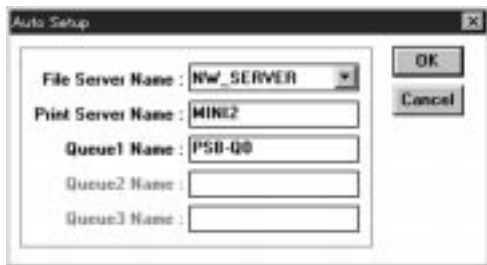 Auto Setup
File Server Name : NW_SERVER
OK
Print Server Name : MINI2
Cancel
Queue1 Name : PSB-Q0
Queue2 Name :
Queue3 Name :